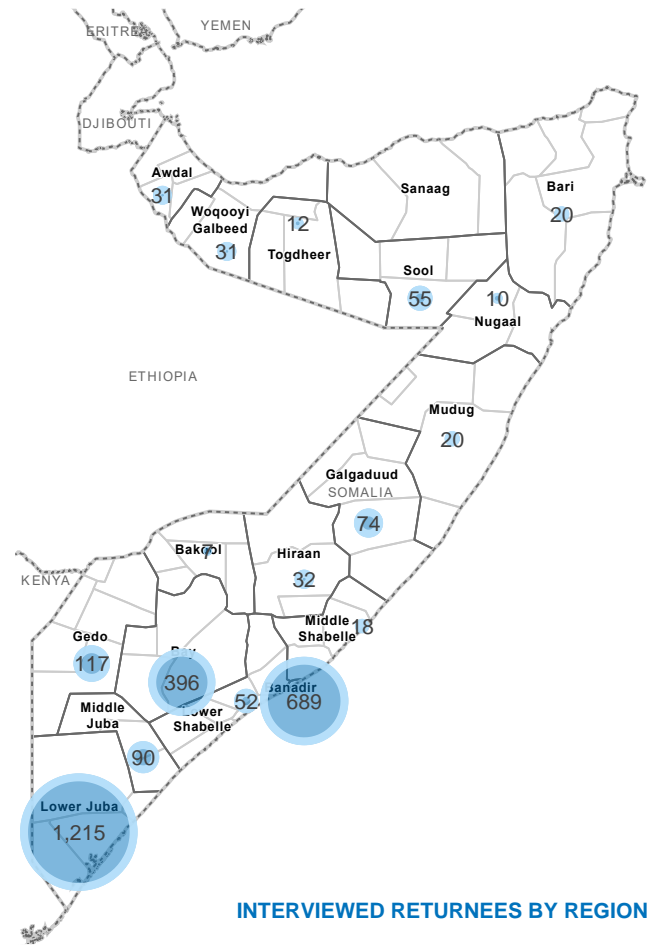 ERITREA
YEMEN
DJIBOUTI
Awdal
31
Woqooyi
Galbeed
31
12
Togdheer
Sanaag
Bari
20
Sool
55
10
Nugaal
ETHIOPIA
Mudug
20
Galgaduud
SOMALIA
74
Bakool
7
Hiraan
32
KENYA
Middle
Shabelle
18
Gedo
117
Bay
396
Banadir
689
52
Lower
Shabelle
Middle
Juba
90
Lower Juba
1,215
INTERVIEWED RETURNEES BY REGION